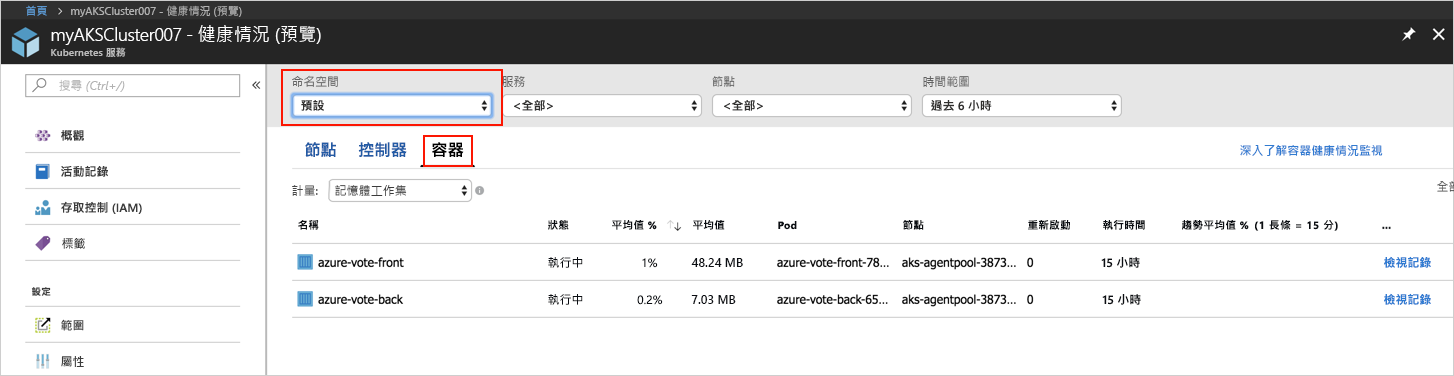 首頁 > myAKSCluster007 - 健康情況 (預覽)
myAKSCluster007 - 健康情況 (預覽)
Kubernetes 服務
搜尋 (Ctrl+/)
概觀
活動記錄
存取控制 (IAM)
標籤
設定
範圍
屬性
命名空間 服務 節點 時間範圍
預設 <全部> <全部> 過去 6 小時
節點 控制器 容器 深入了解容器健康情況監視
計量: 記憶體工作集
名稱 狀態 平均值 % ↑↓ 平均值 Pod 節點 重新啟動 執行時間 趨勢平均值 % (1 長條 = 15 分) ...
azure-vote-front 執行中 1% 48.24 MB azure-vote-front-78... aks-agentpool-3873... 0 15 小時 檢視記錄
azure-vote-back 執行中 0.2% 7.03 MB azure-vote-back-65... aks-agentpool-3873... 0 15 小時 檢視記錄